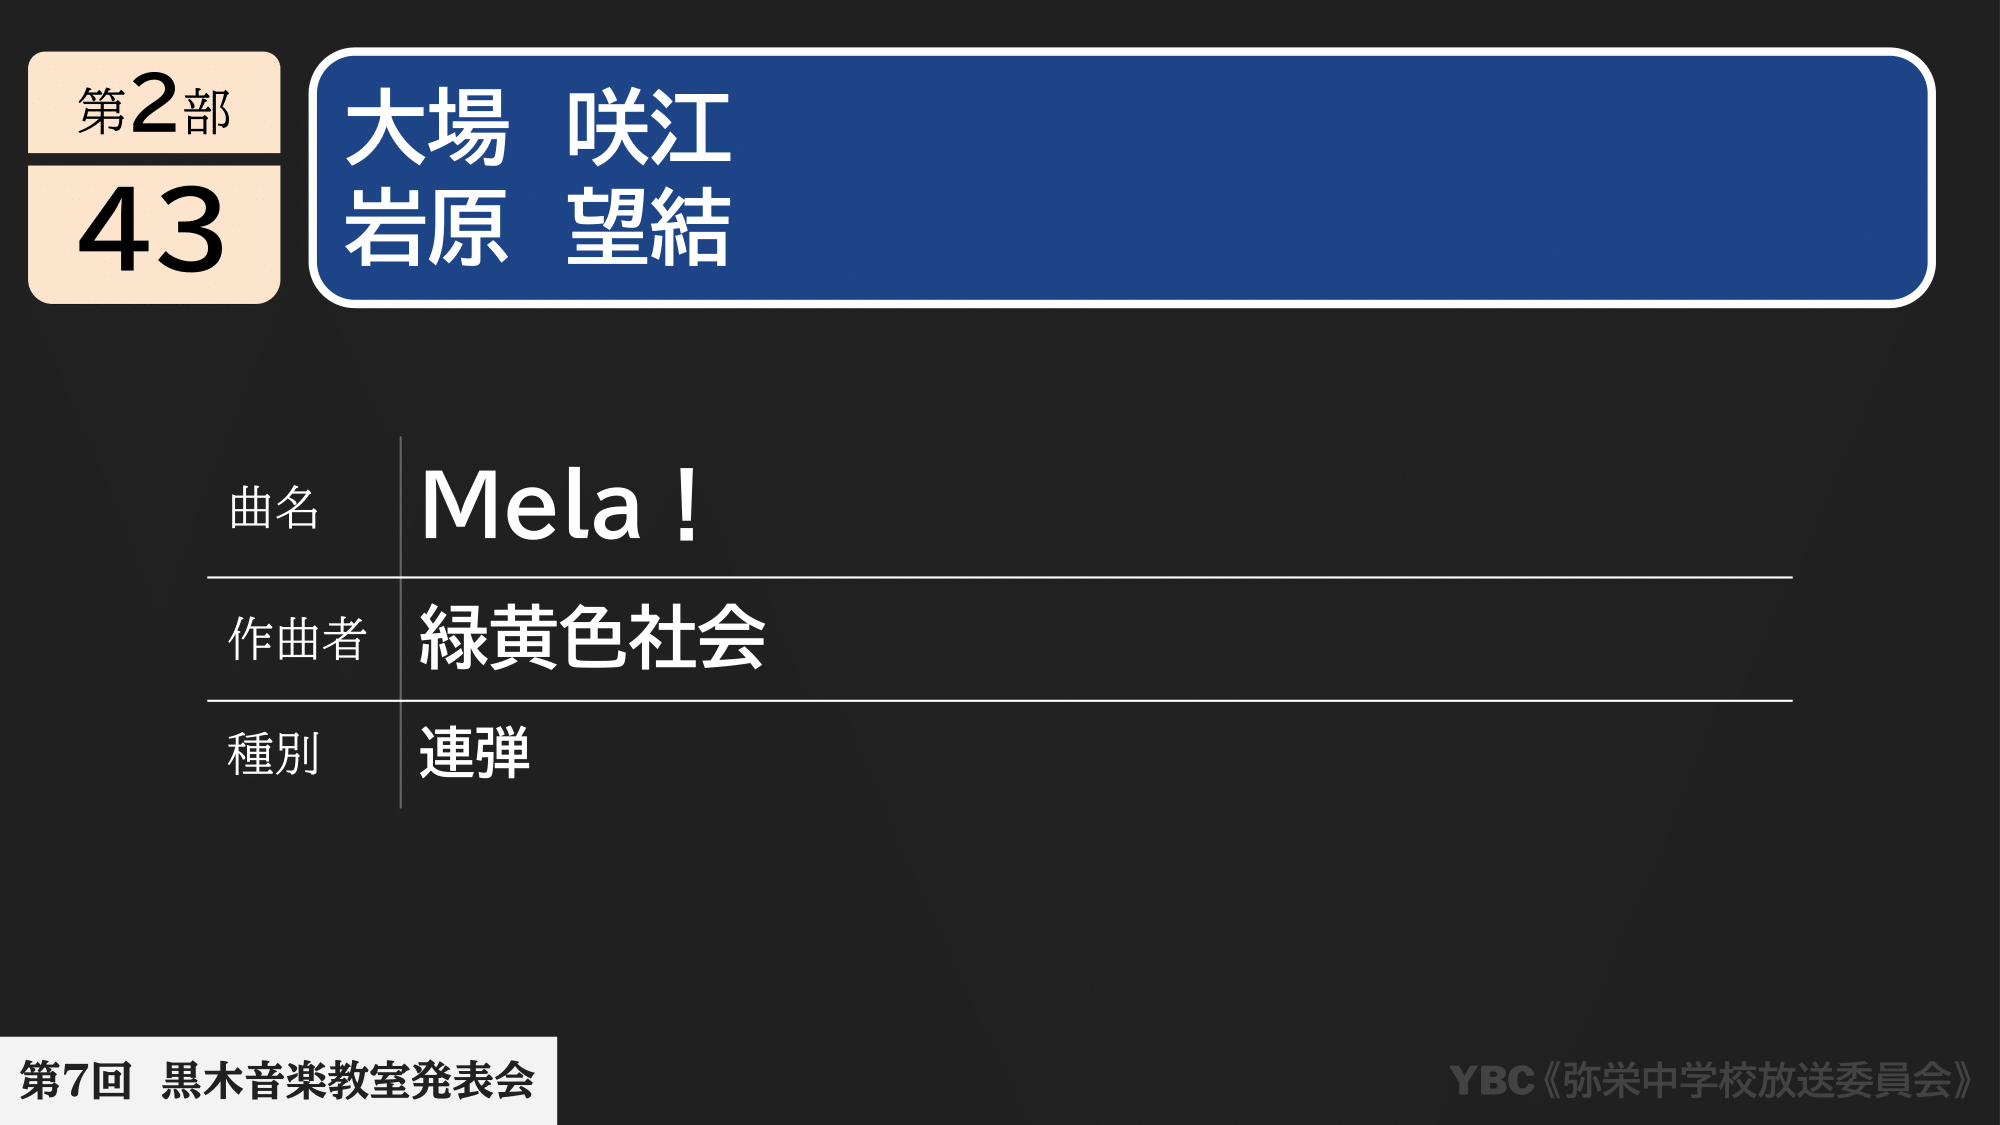 第2部
43
大場 咲江
岩原 望結
曲名
Mela！
作曲者
緑黄色社会
種別
連弾
第7回 黒木音楽教室発表会
YBC《弥栄中学校放送委員会》